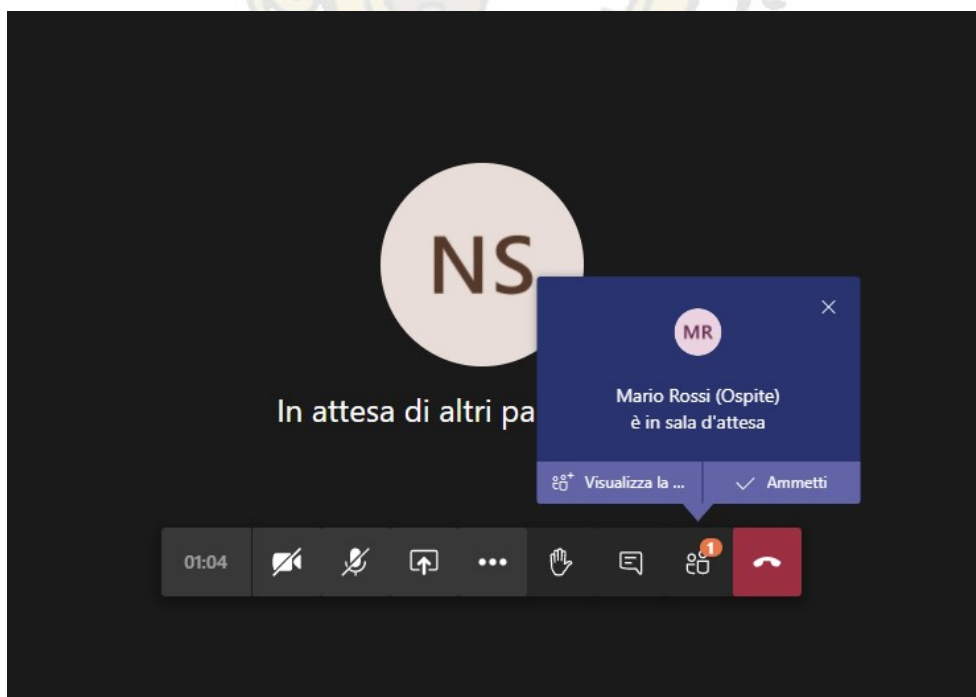 NS
In attesa di altri pa
MR
Mario Rossi (Ospite)
è in sala d'attesa
Visualizza la ...
Ammetti
01:04
1